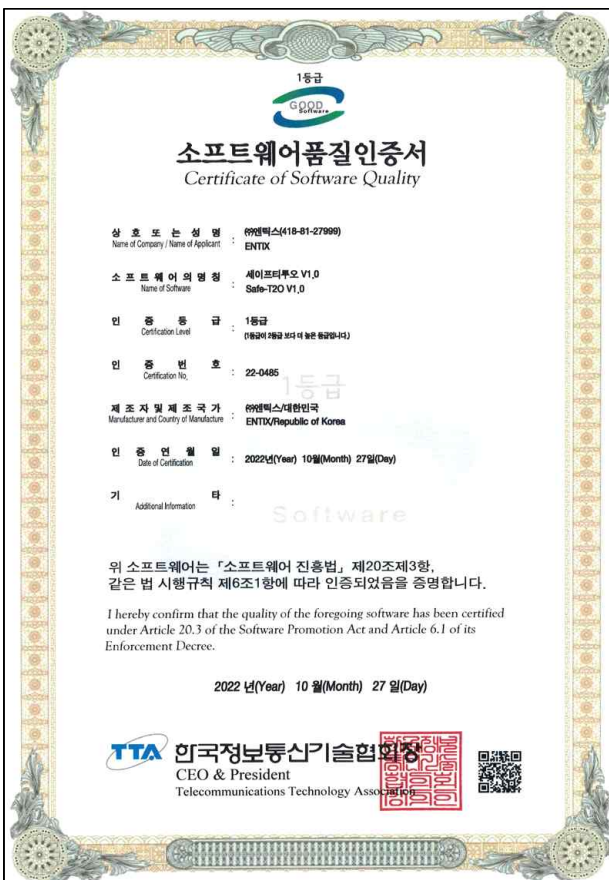 1등급
GOOD
Software
소프트웨어품질인증서
Certificate of Software Quality
상 호 또 는 성 명 : ㈜엔틱스(418-81-27999)
Name of Company / Name of Applicant ENTIX
소 프 트 웨 어 의 명 칭 : 세이프티투오 V1.0
Name of Software Safe-T2O V1.0
인 증 등 급 : 1등급
Certification Level (1등급이 2등급 보다 더 높은 등급입니다.)
인 증 번 호
Certification No. : 22-0485
1등급
제 조 자 및 제 조 국 가 : ㈜엔틱스/대한민국
Manufacturer and Country of Manufacture ENTIX/Republic of Korea
인 증 연 월 일
Date of Certification : 2022년(Year) 10월(Month) 27일(Day)
기 타
Additional Information :
Software
위 소프트웨어는 「소프트웨어 진흥법」 제20조제3항,
같은 법 시행규칙 제6조1항에 따라 인증되었음을 증명합니다.
I hereby confirm that the quality of the foregoing software has been certified
under Article 20.3 of the Software Promotion Act and Article 6.1 of its
Enforcement Decree.
2022 년(Year) 10 월(Month) 27 일(Day)
TTA 한국정보통신기술협회장
CEO & President
Telecommunications Technology Association